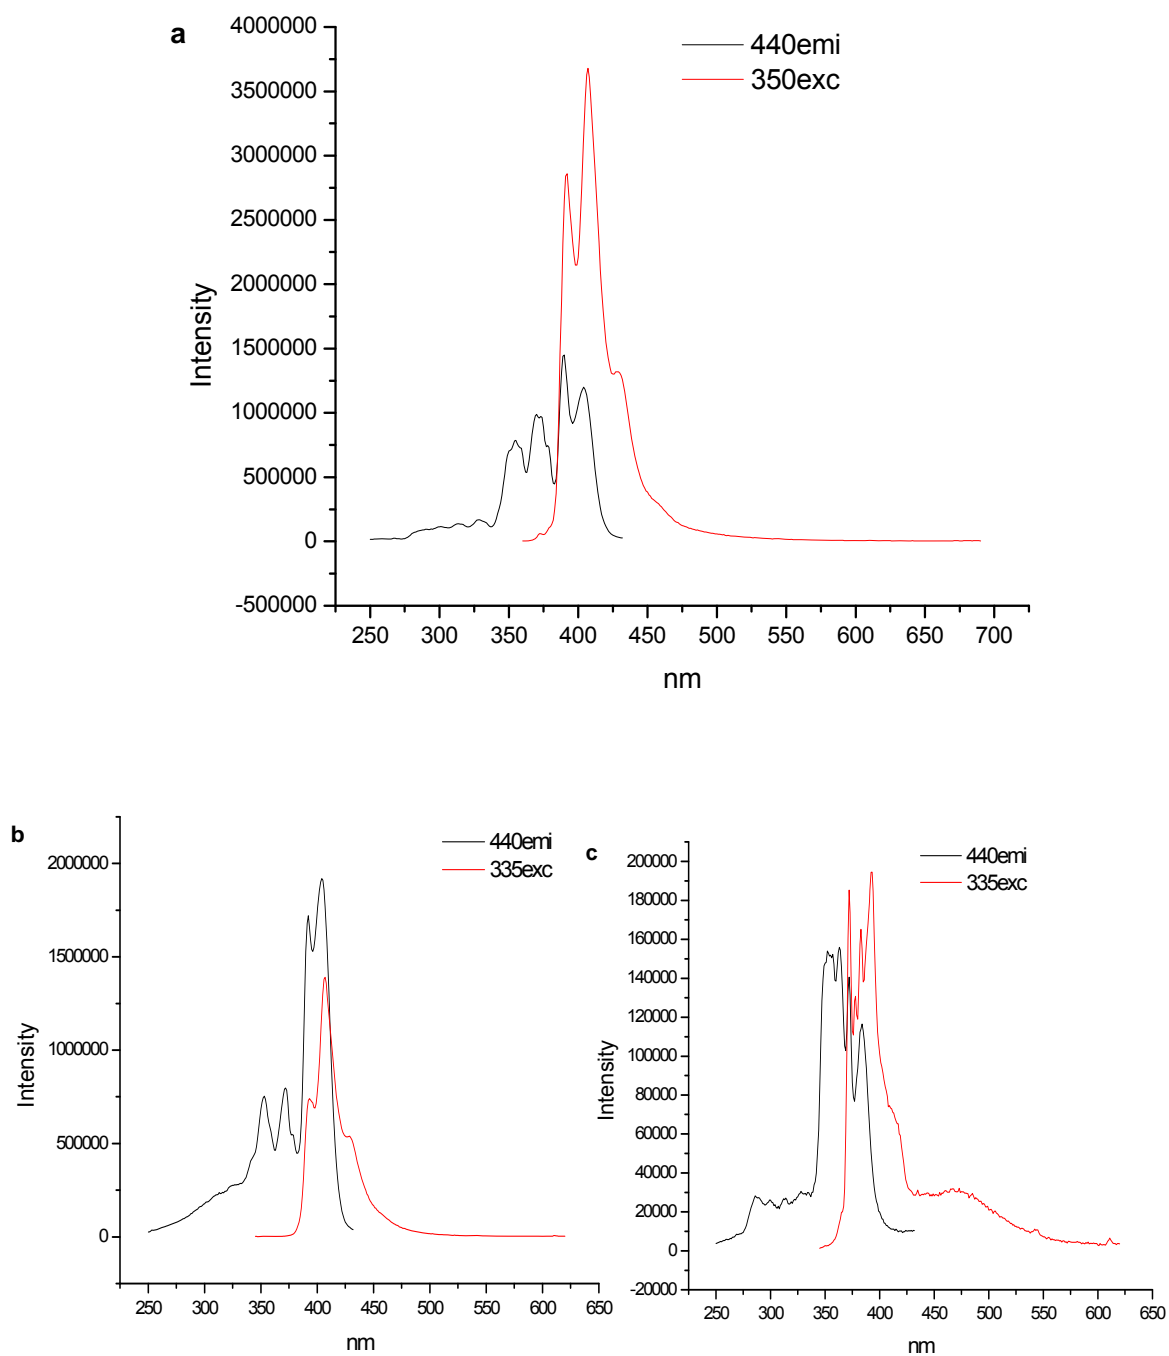 a
440emi
350exc
4000000
3500000
3000000
2500000
2000000
1500000
1000000
500000
0
-500000
Intensity
250 300 350 400 450 500 550 600 650 700
nm
b
440emi
335exc
2000000
1500000
1000000
500000
0
Intensity
250 300 350 400 450 500 550 600 650
nm
c
440emi
335exc
200000
180000
160000
140000
120000
100000
80000
60000
40000
20000
0
-20000
Intensity
250 300 350 400 450 500 550 600 650
nm